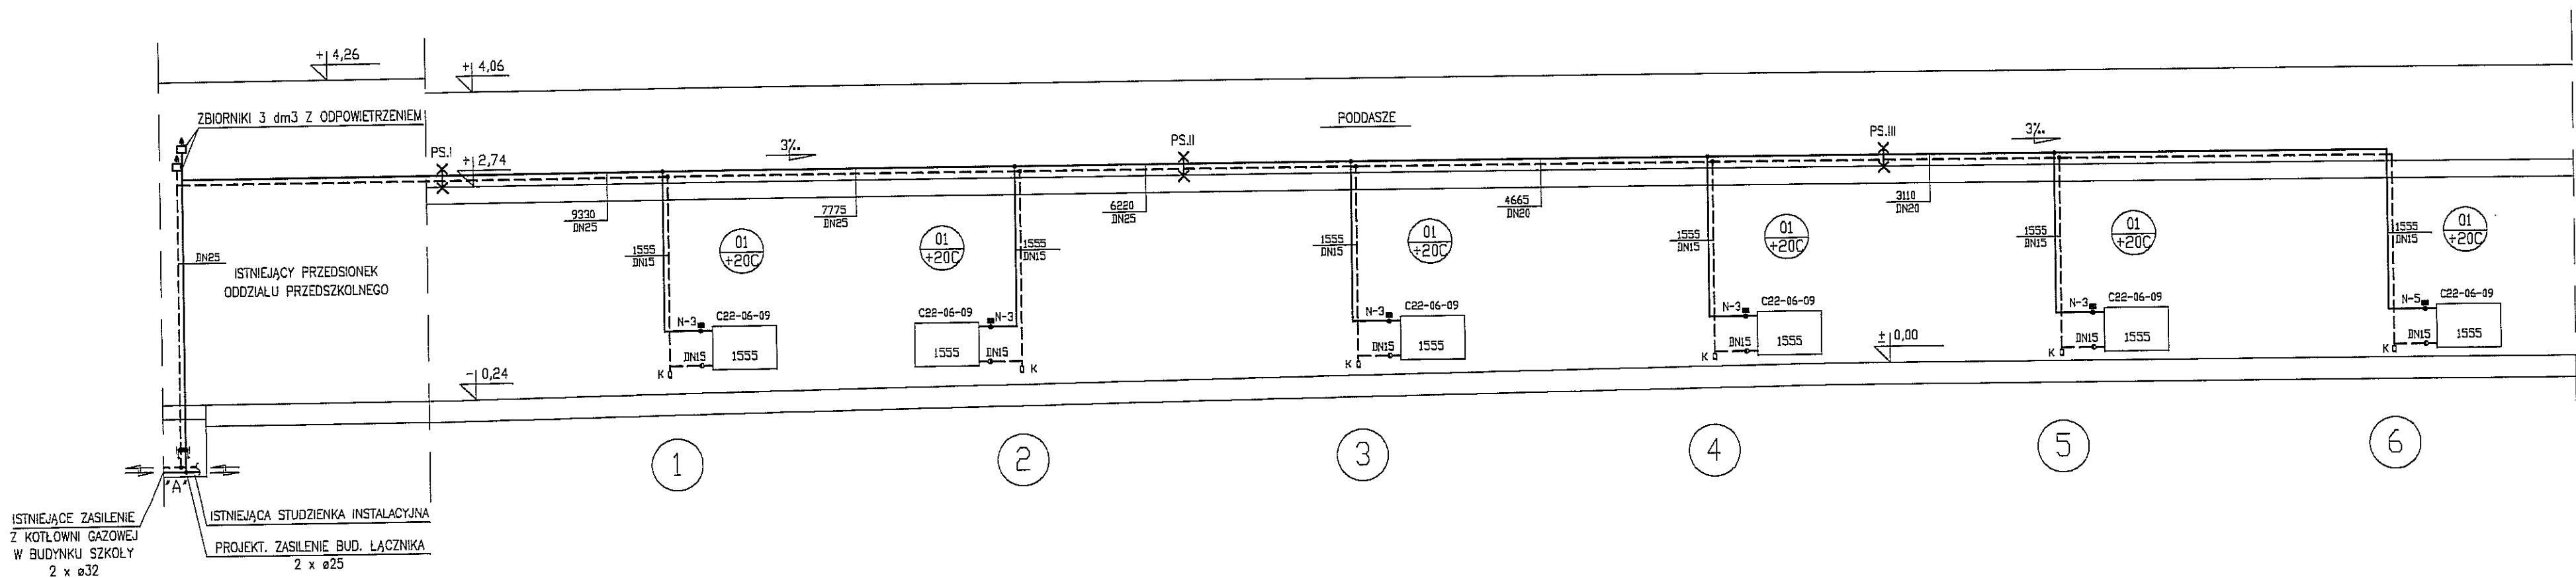 + 4,26
+ 4,06
ZBIORNIKI 3 dm3 Z ODPOWIETRZENIEM
PODDASZE
PS.I
+ 2,74
3‰
PS.II
PS.III
3‰
9330
DN25
7775
DN25
6220
DN25
4665
DN20
3110
DN20
DN25
ISTNIEJĄCY PRZEDSIONEK
ODDZIAŁU PRZEDSZKOLNEGO
1555
DN15
01
+20C
01
+20C
1555
DN15
1555
DN15
01
+20C
1555
DN15
01
+20C
1555
DN15
01
+20C
1555
DN15
01
+20C
N-3
C22-06-09
DN15
1555
K
C22-06-09
N-3
1555
DN15
K
N-3
C22-06-09
DN15
1555
K
N-3
C22-06-09
DN15
1555
K
± 0,00
N-3
C22-06-09
DN15
1555
K
N-5
C22-06-09
DN15
1555
K
- 0,24
1
2
3
4
5
6
"A"
ISTNIEJĄCE ZASILENIE
Z KOTŁOWNI GAZOWEJ
W BUDYNKU SZKOŁY
2 x ø32
ISTNIEJĄCA STUDZIENKA INSTALACYJNA
PROJEKT. ZASILENIE BUD. ŁĄCZNIKA
2 x ø25